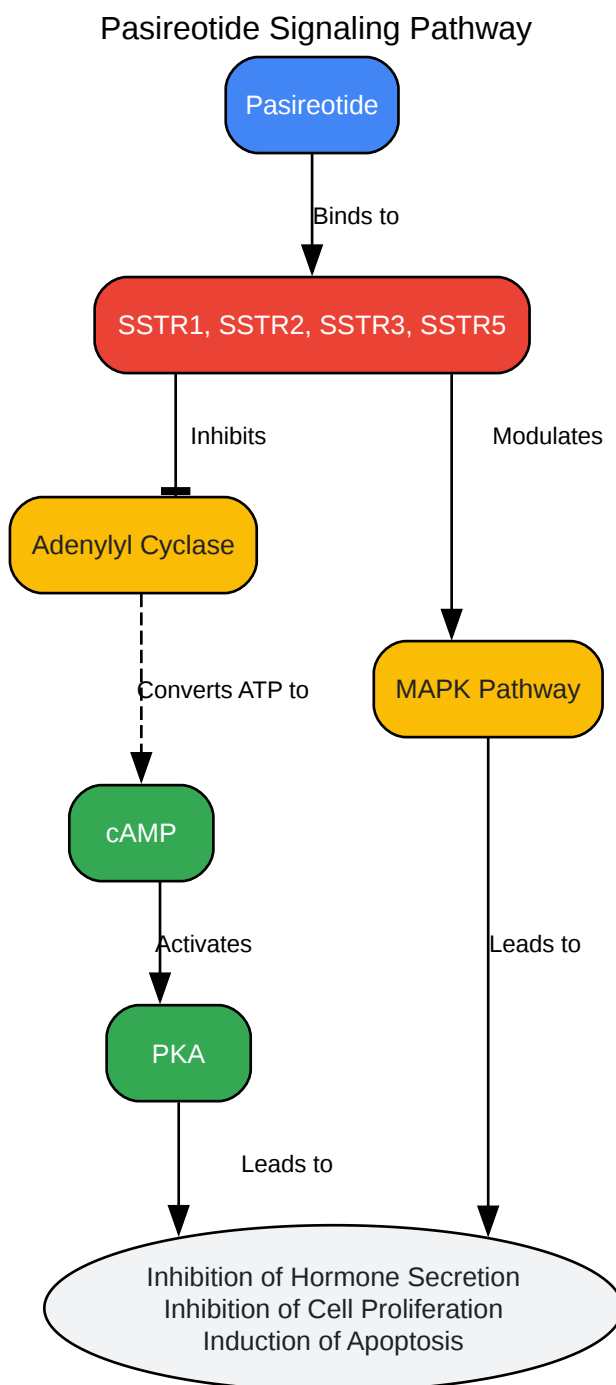 Pasireotide Signaling Pathway
Pasireotide
Binds to
SSTR1, SSTR2, SSTR3, SSTR5
Inhibits
Modulates
Adenylyl Cyclase
Converts ATP to
MAPK Pathway
cAMP
Activates
Leads to
PKA
Leads to
Inhibition of Hormone Secretion
Inhibition of Cell Proliferation
Induction of Apoptosis